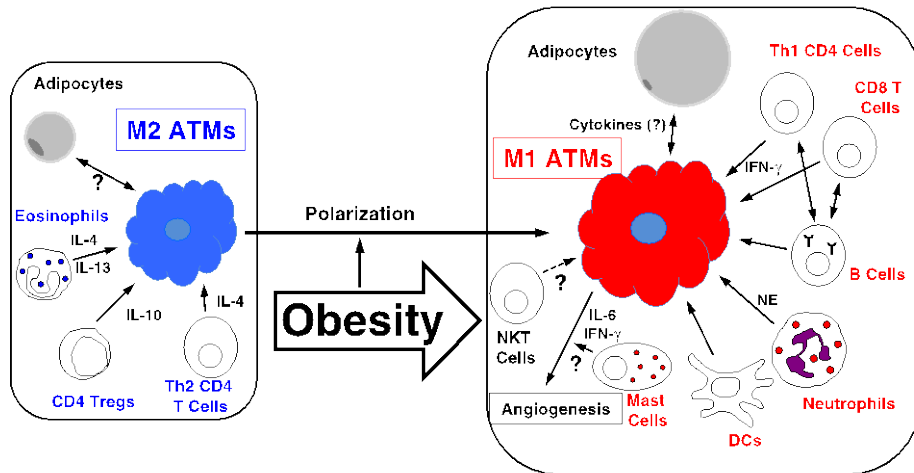 Adipocytes
M2 ATMs
?
Eosinophils
IL-4
IL-13
IL-10
IL-4
CD4 Tregs
Th2 CD4
T Cells
Polarization
Obesity
Adipocytes
Th1 CD4 Cells
CD8 T
Cells
Cytokines (?)
M1 ATMs
IFN-γ
Y Y
B Cells
?
NKT
Cells
IL-6
IFN-γ
?
NE
Angiogenesis
Mast
Cells
DCs
Neutrophils